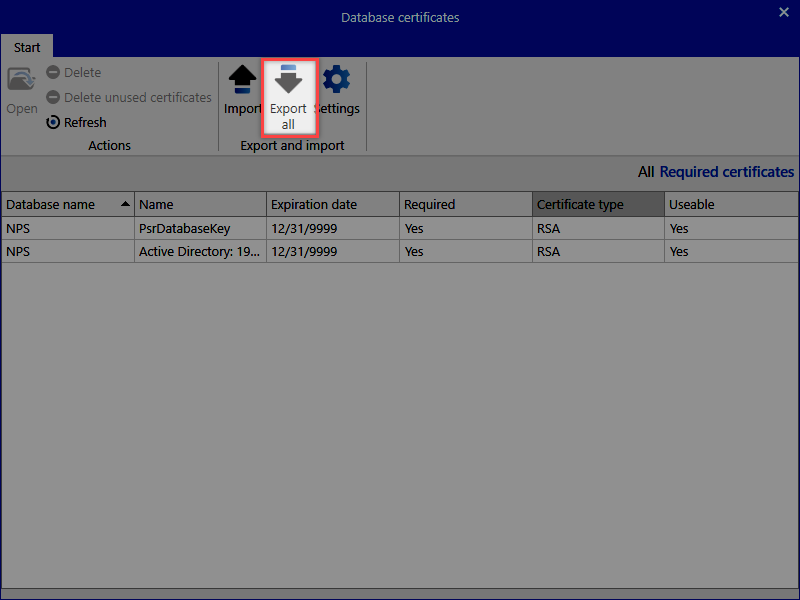 Database certificates
Start
Open
Delete
Delete unused certificates
Refresh
Actions
Import
Export all
Settings
Export and import
All Required certificates
Database name Name Expiration date Required Certificate type Useable
NPS PsrDatabaseKey 12/31/9999 Yes RSA Yes
NPS Active Directory: 19... 12/31/9999 Yes RSA Yes